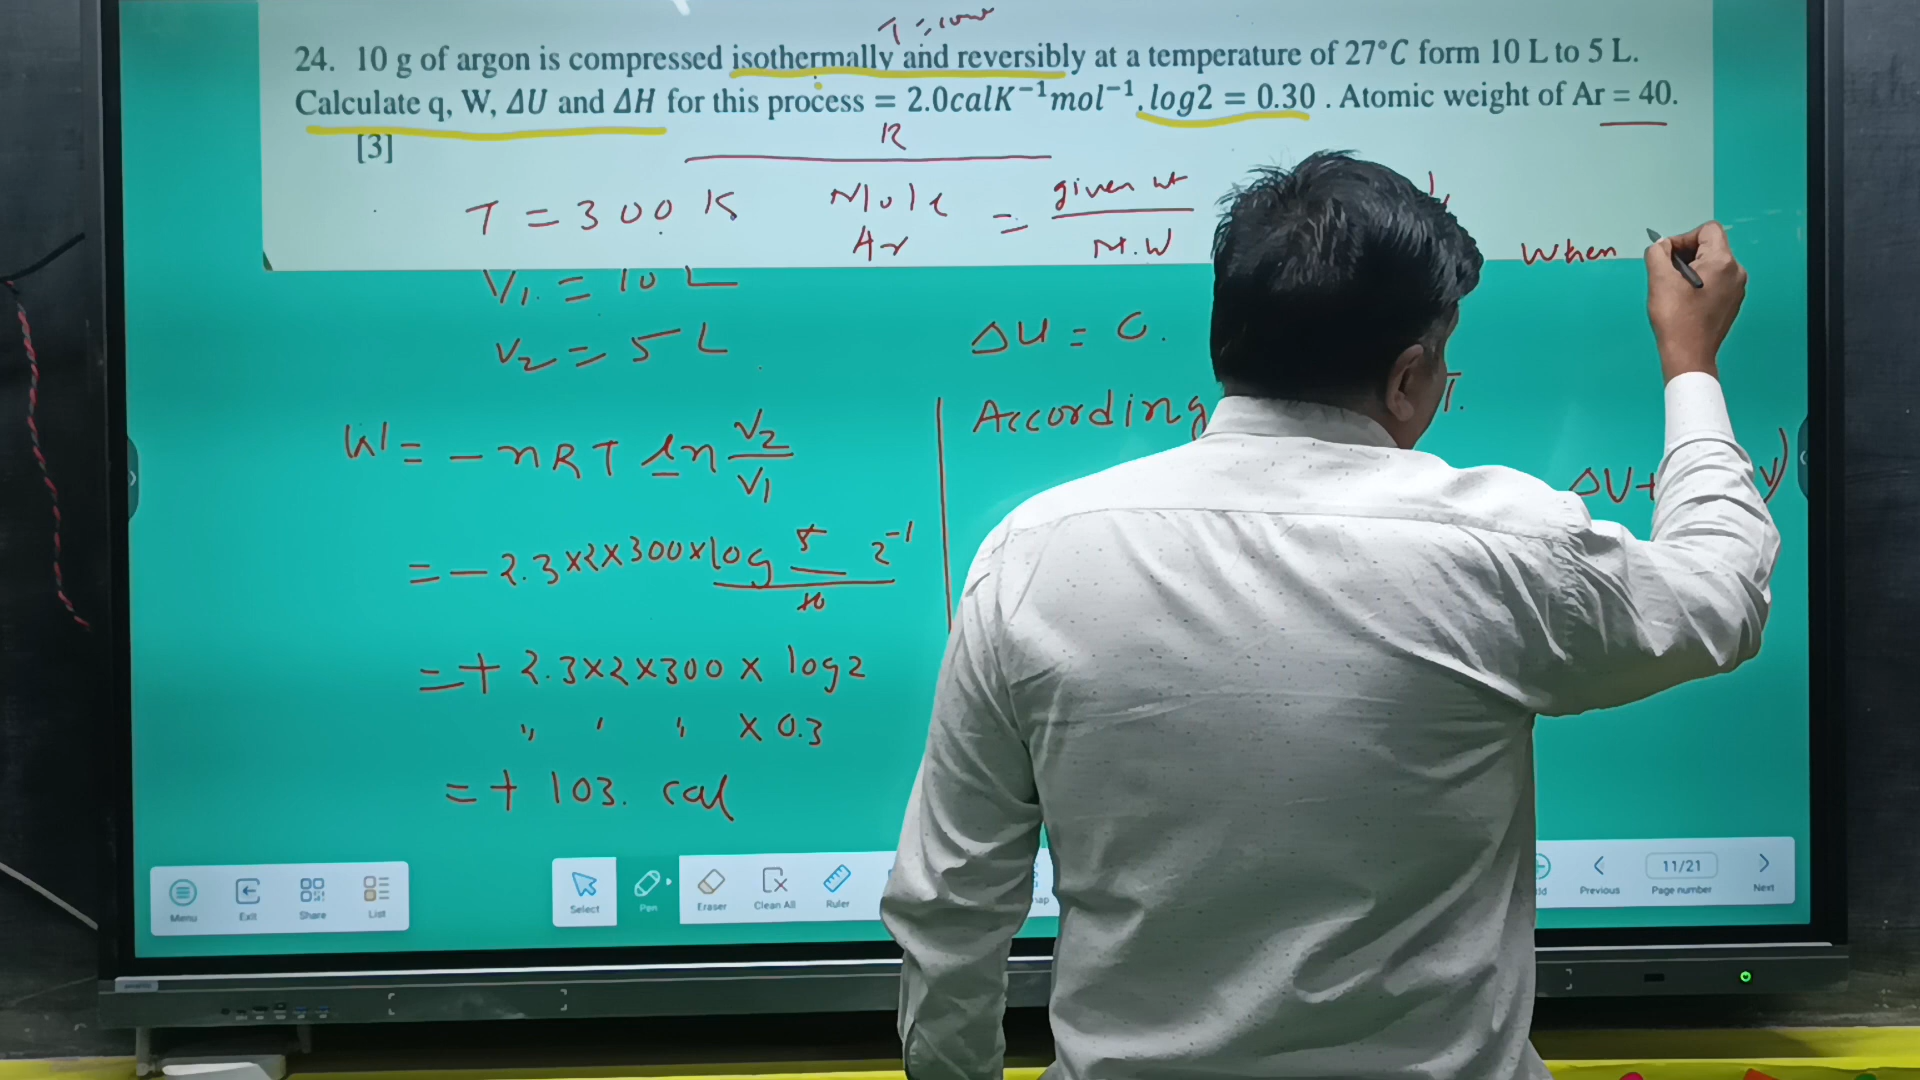 T =
24. 10 g of argon is compressed isothermally and reversibly at a temperature of 27°C form 10 L to 5 L.
Calculate q, W, ΔU and ΔH for this process = 2.0calK⁻¹mol⁻¹. log2 = 0.30 . Atomic weight of Ar = 40.
[3]
R
T = 300 K
V₁ = 10 L
V₂ = 5 L
Mole Ar = given wt / M.W
When
W = - nRT ln V₂/V₁
= - 2.3×2×300×log 5/10 2⁻¹
= + 2.3×2×300 × log2
" " " × 0.3
= + 103. cal
ΔU = 0.
According
ΔU+
V)
Menu
Exit
Share
List
Select
Pen
Eraser
Clean All
Ruler
Previous
11/21
Page number
Next